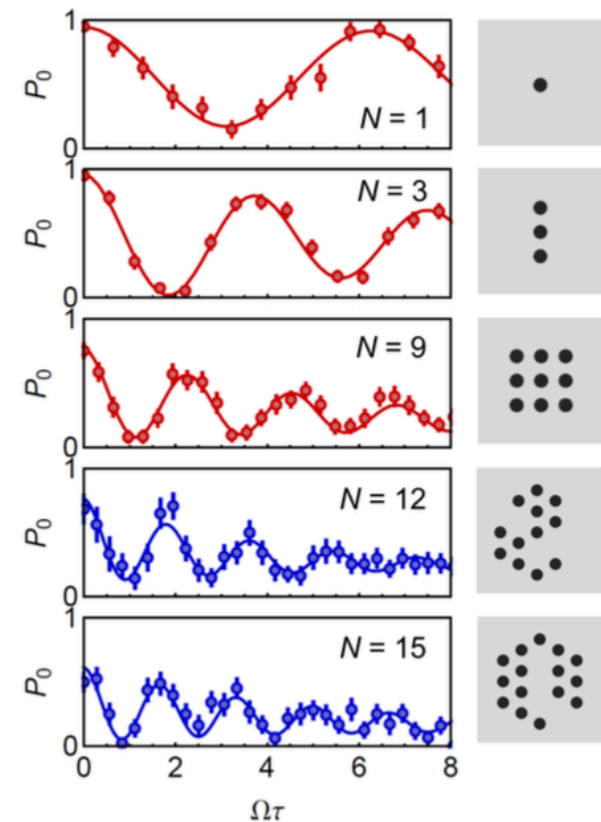 1
P₀
0
N = 1
1
P₀
0
N = 3
1
P₀
0
N = 9
1
P₀
0
N = 12
1
P₀
0
N = 15
0 2 4 6 8
Ωτ